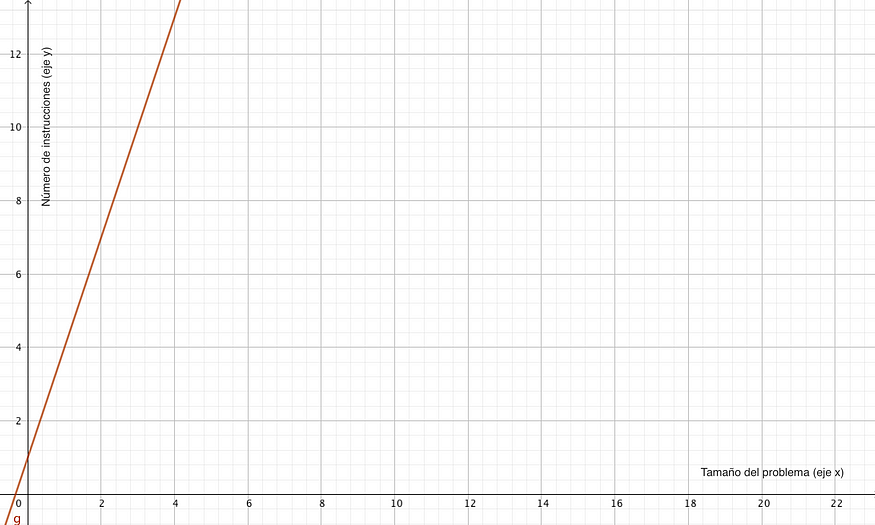 12
Número de instrucciones (eje y)
10
8
6
4
2
Tamaño del problema (eje x)
0 2 4 6 8 10 12 14 16 18 20 22
g